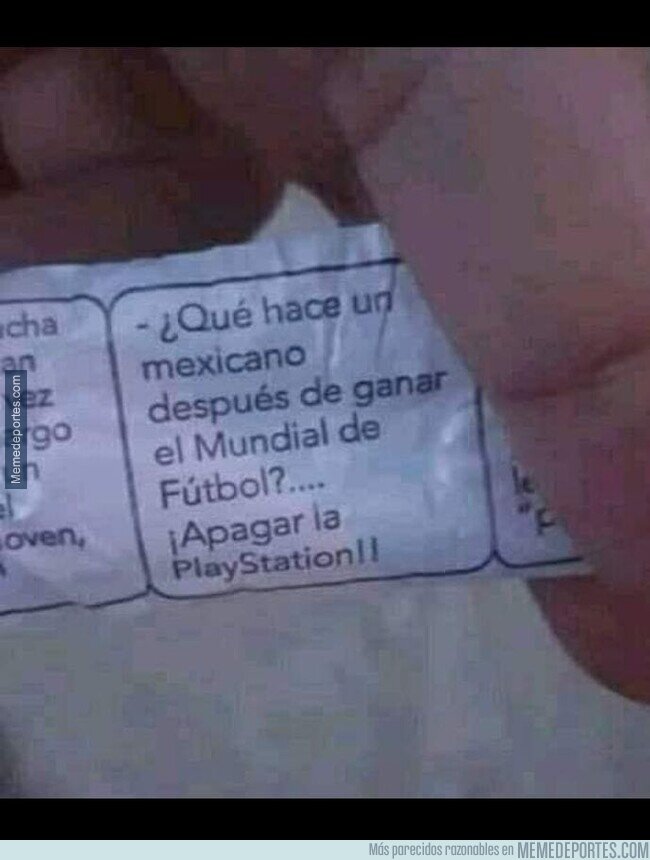 - ¿Qué hace un
mexicano
después de ganar
el Mundial de
Fútbol?....
¡Apagar la
PlayStation!!
oven,
Memedeportes.com
Más parecidos razonables en MEMEDEPORTES.COM